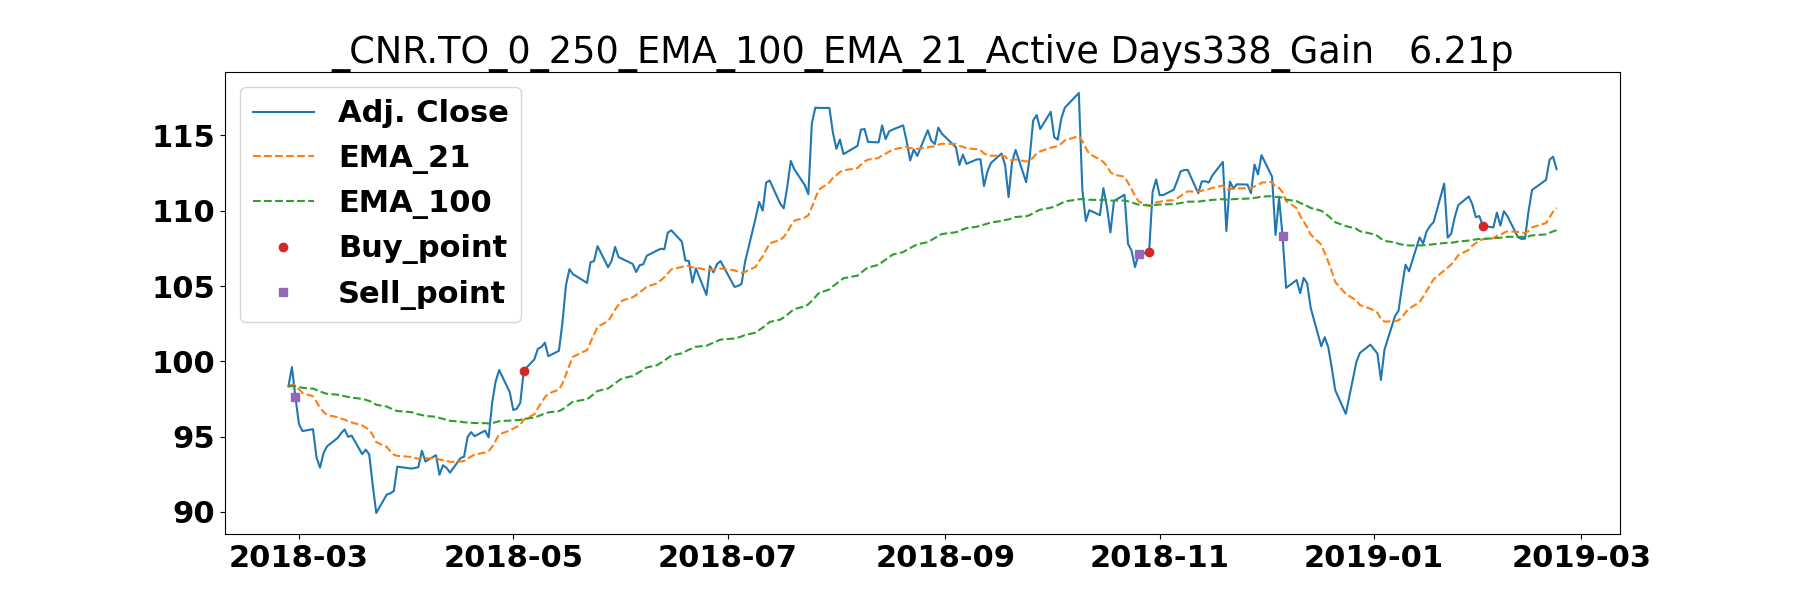 _CNR.TO_0_250_EMA_100_EMA_21_Active Days338_Gain   6.21p
Adj. Close
EMA_21
EMA_100
Buy_point
Sell_point
115
110
105
100
95
90
2018-03 2018-05 2018-07 2018-09 2018-11 2019-01 2019-03